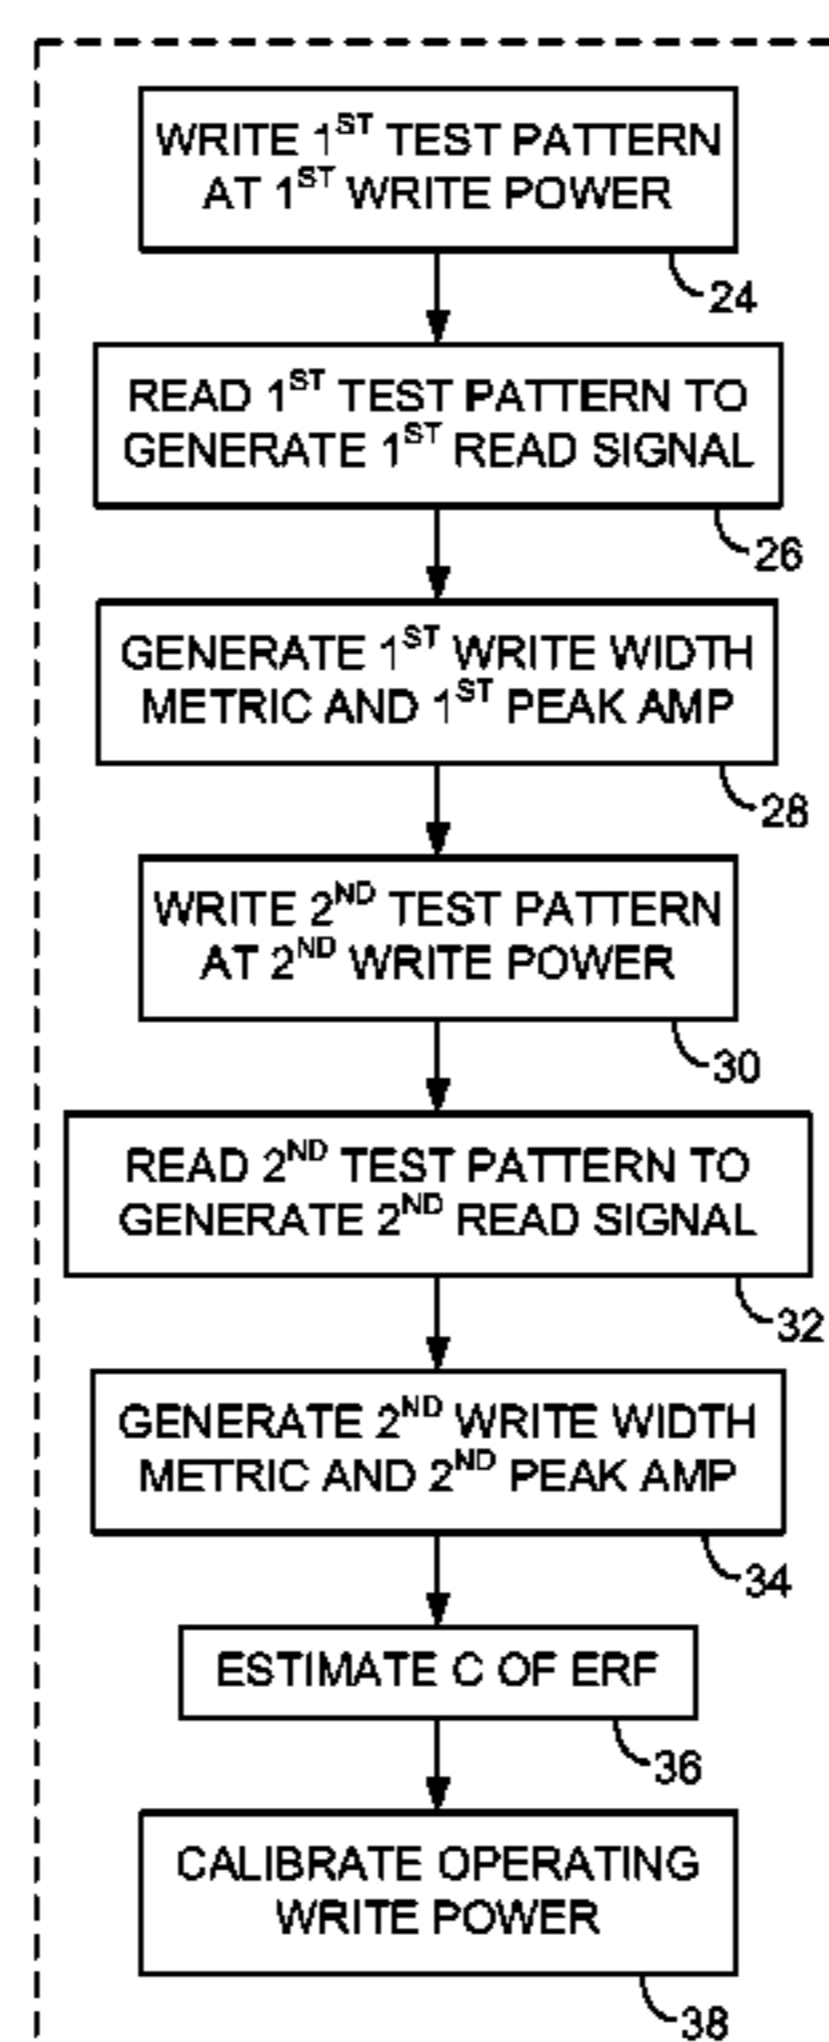 WRITE 1ST TEST PATTERN
AT 1ST WRITE POWER
24
READ 1ST TEST PATTERN TO
GENERATE 1ST READ SIGNAL
26
GENERATE 1ST WRITE WIDTH
METRIC AND 1ST PEAK AMP
28
WRITE 2ND TEST PATTERN
AT 2ND WRITE POWER
30
READ 2ND TEST PATTERN TO
GENERATE 2ND READ SIGNAL
32
GENERATE 2ND WRITE WIDTH
METRIC AND 2ND PEAK AMP
34
ESTIMATE C OF ERF
36
CALIBRATE OPERATING
WRITE POWER
38